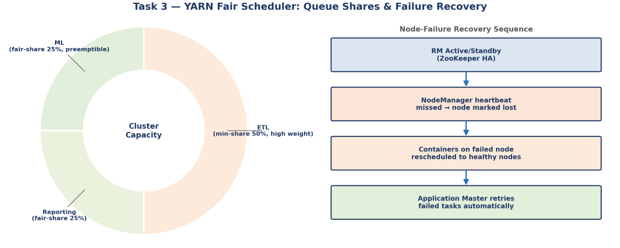 Task 3 — YARN Fair Scheduler: Queue Shares & Failure Recovery
ML
(fair-share 25%, preemptible)
Cluster
Capacity
ETL
(min-share 50%, high weight)
Reporting
(fair-share 25%)
Node-Failure Recovery Sequence
RM Active/Standby
(ZooKeeper HA)
NodeManager heartbeat
missed → node marked lost
Containers on failed node
rescheduled to healthy nodes
Application Master retries
failed tasks automatically